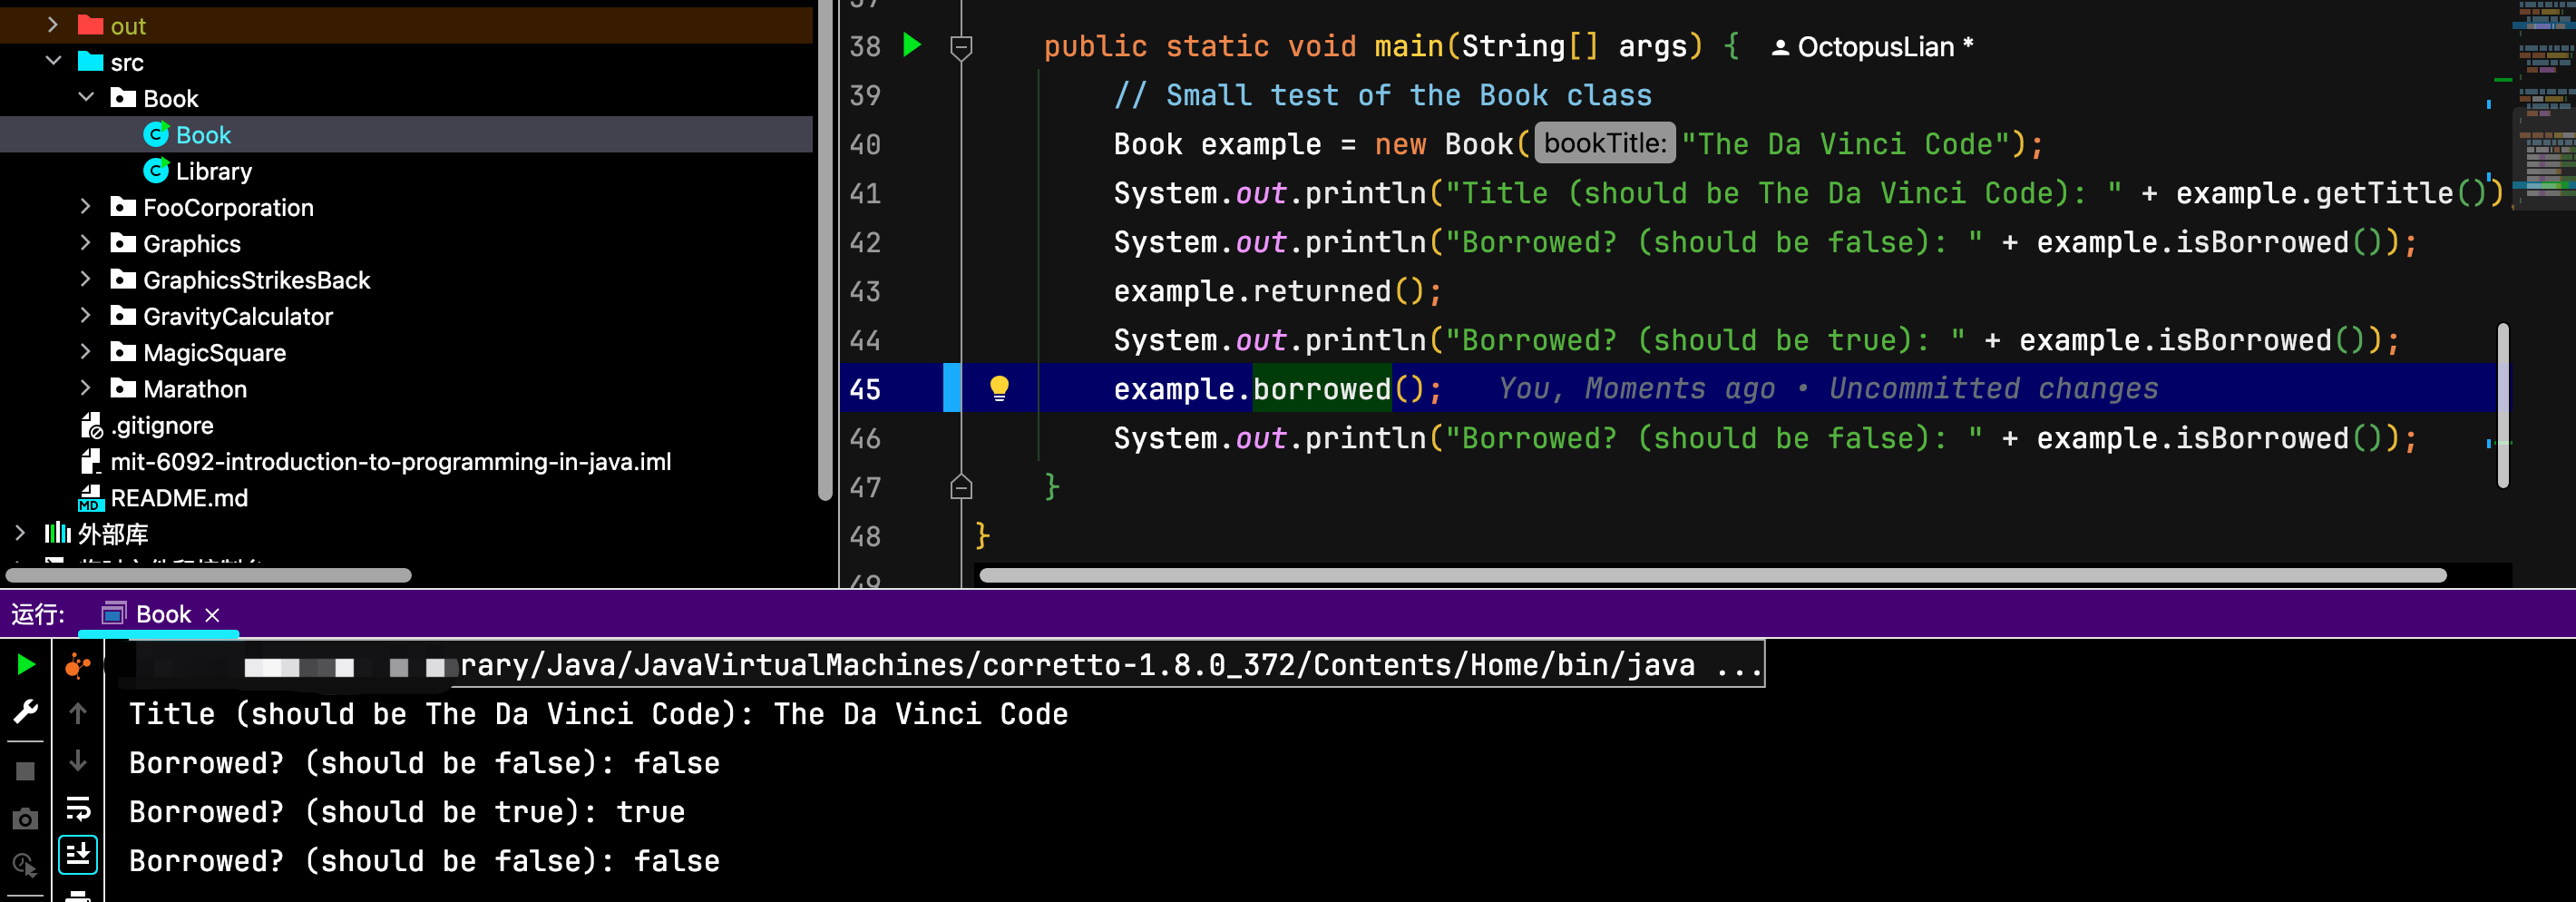 out
src
Book
Book
Library
FooCorporation
Graphics
GraphicsStrikesBack
GravityCalculator
MagicSquare
Marathon
.gitignore
mit-6092-introduction-to-programming-in-java.iml
README.md
外部库
38 public static void main(String[] args) { OctopusLian *
39 // Small test of the Book class
40 Book example = new Book( bookTitle: "The Da Vinci Code");
41 System.out.println("Title (should be The Da Vinci Code): " + example.getTitle())
42 System.out.println("Borrowed? (should be false): " + example.isBorrowed());
43 example.returned();
44 System.out.println("Borrowed? (should be true): " + example.isBorrowed());
45 example.borrowed(); You, Moments ago • Uncommitted changes
46 System.out.println("Borrowed? (should be false): " + example.isBorrowed());
47 }
48 }
运行: Book ×
rary/Java/JavaVirtualMachines/corretto-1.8.0_372/Contents/Home/bin/java ...
Title (should be The Da Vinci Code): The Da Vinci Code
Borrowed? (should be false): false
Borrowed? (should be true): true
Borrowed? (should be false): false